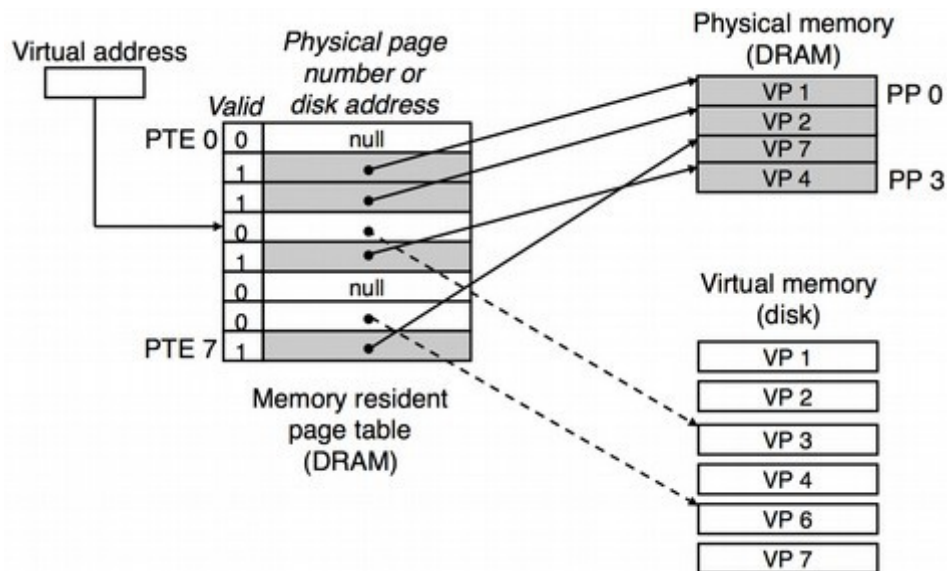 Virtual address
Physical page
number or
disk address
Valid
PTE 0
0
null
1
1
0
1
0
null
0
PTE 7
1
Memory resident
page table
(DRAM)
Physical memory
(DRAM)
VP 1
PP 0
VP 2
VP 7
VP 4
PP 3
Virtual memory
(disk)
VP 1
VP 2
VP 3
VP 4
VP 6
VP 7